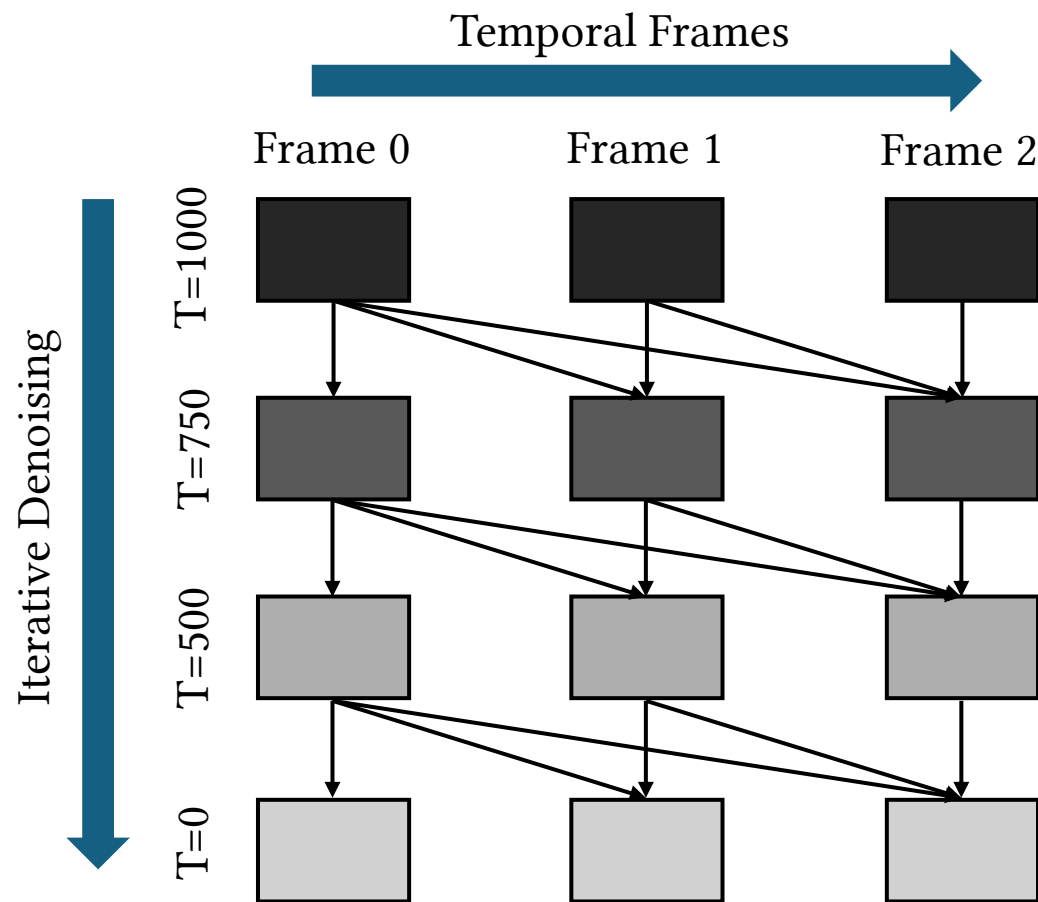 Temporal Frames
Frame 0
Frame 1
Frame 2
Iterative Denoising
T=1000
T=750
T=500
T=0